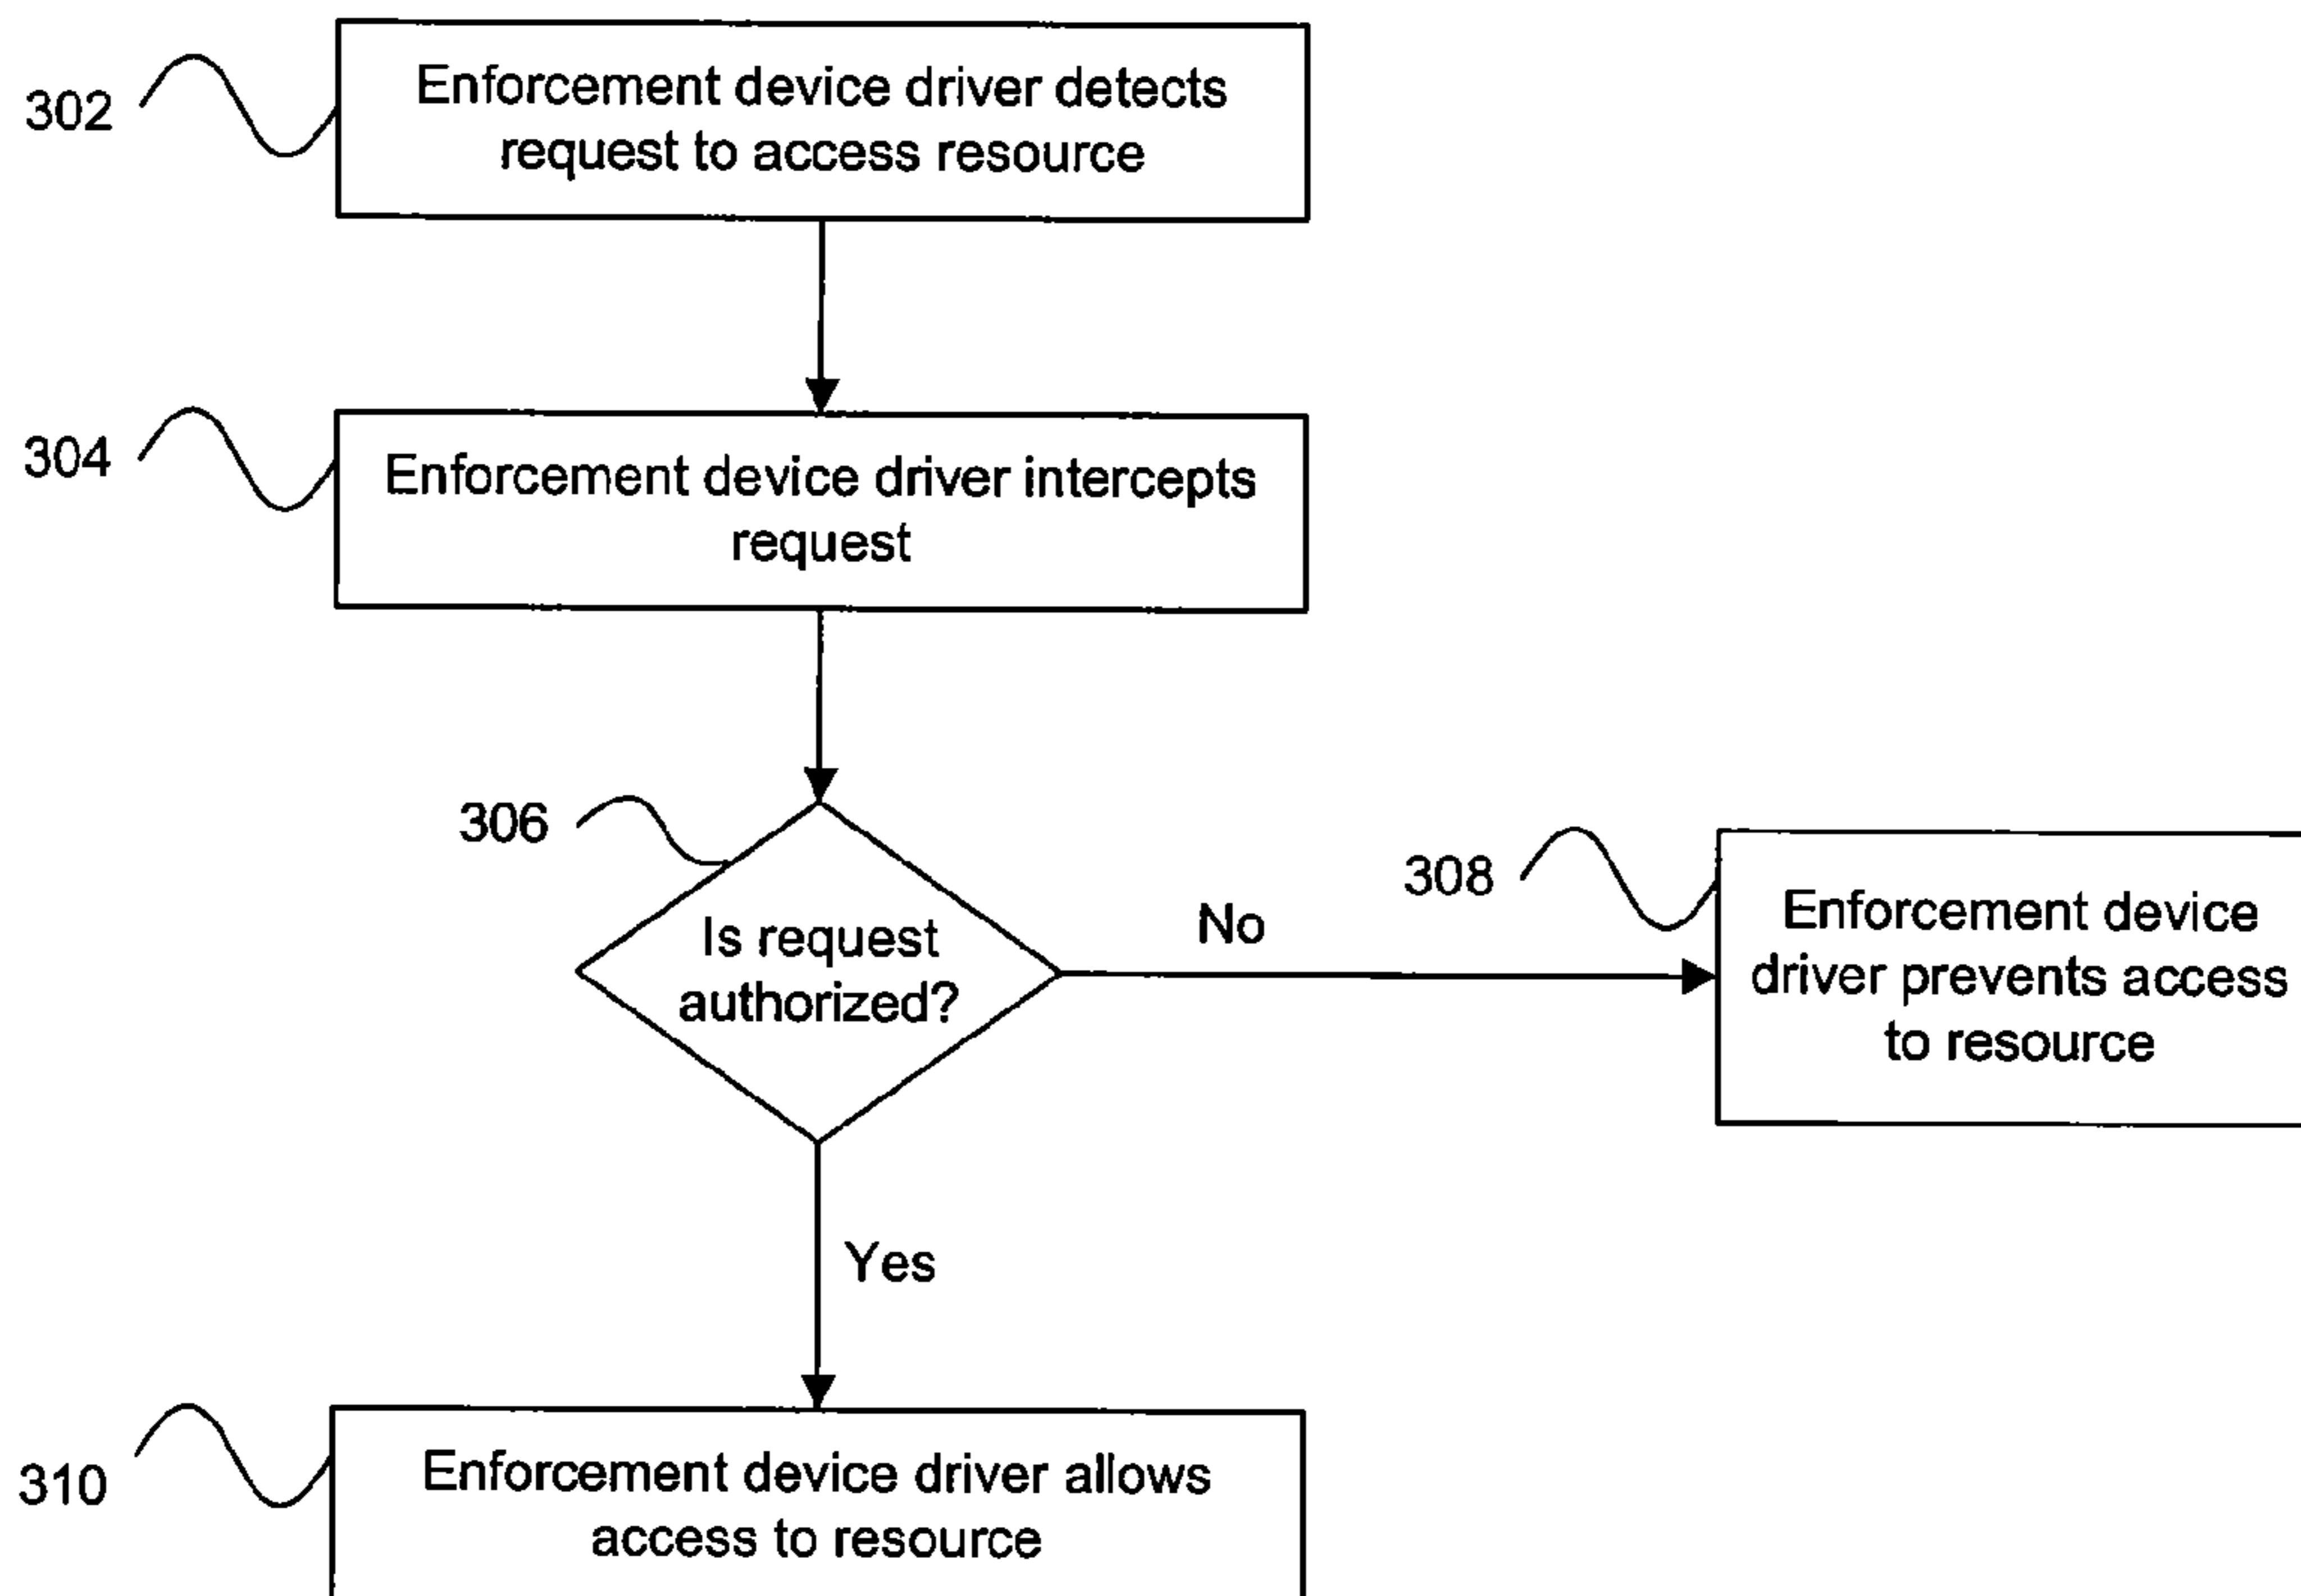 302
Enforcement device driver detects
request to access resource
304
Enforcement device driver intercepts
request
306
Is request
authorized?
No
308
Enforcement device
driver prevents access
to resource
Yes
310
Enforcement device driver allows
access to resource